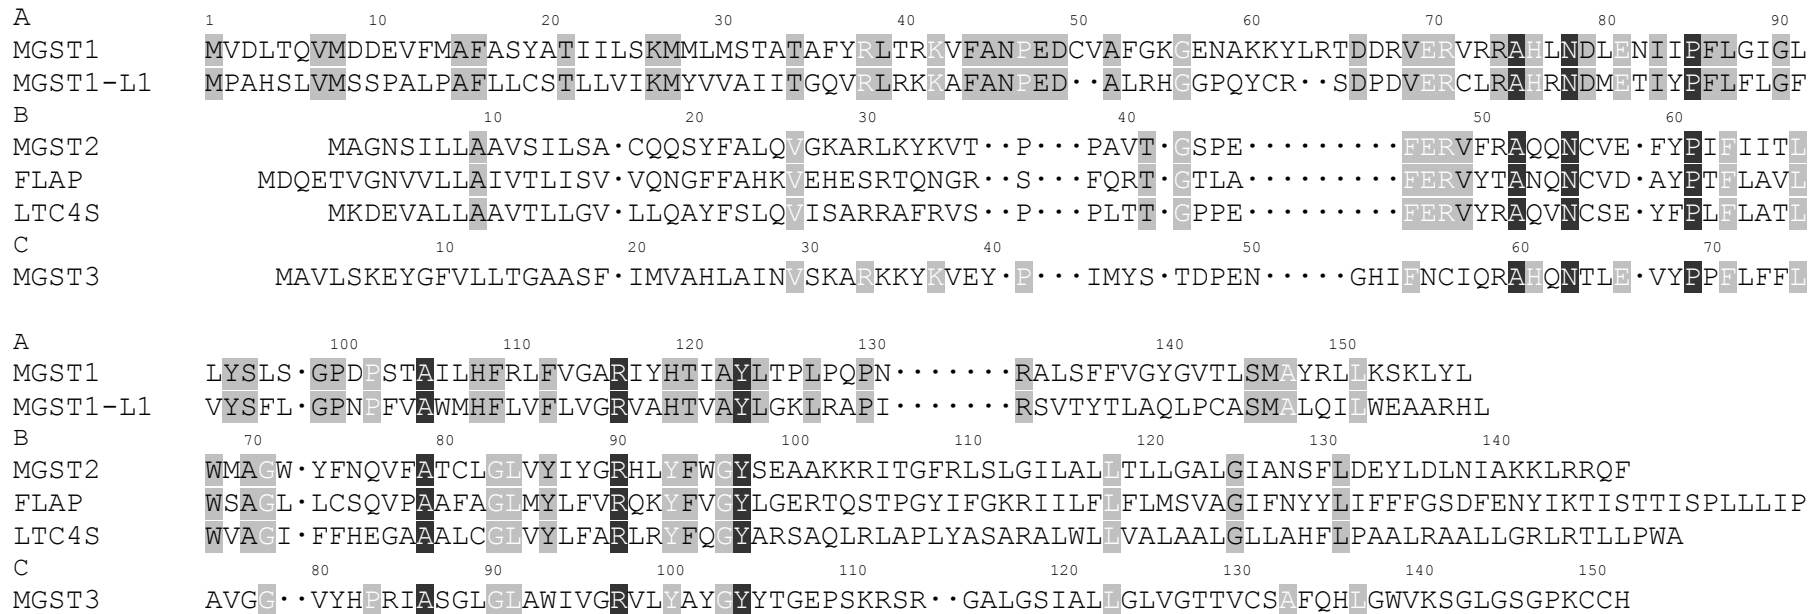 A 1 10 20 30 40 50 60 70 80 90
MGST1 MVDLTQVMDDEVFMAFASYATIILSKMMLMSTATAFYRLTRKVFANPEDCVAFGKGENAKKYLRTDDRVERVRRAHLNDLENIIPFLGIGL
MGST1-L1 MPAHSLVMSSPALPAFLLCSTLLVIKMYVVAIITGQVRLRKKAFANPED··ALRHGGPQYCR··SDPDVERCLRAHRNDMETIYPFLFLGF
B 10 20 30 40 50 60
MGST2 MAGNSILLAAVSILSA·CQQSYFALQVGKARLKYKVT··P···PAVT·GSPE·········FERVFRAQQNCVE·FYPIFIITL
FLAP MDQETVGNVVLLAIVTLISV·VQNGFFAHKVEHESRTQNGR··S···FQRT·GTLA·········FERVYTANQNCVD·AYPTFLAVL
LTC4S MKDEVALLAAVTLLGV·LLQAYFSLQVISARRAFRVS··P···PLTT·GPPE·········FERVYRAQVNCSE·YFPLFLATL
C 10 20 30 40 50 60 70
MGST3 MAVLSKEYGFVLLTGAASF·IMVAHLAINVSKARKKYKVEY·P···IMYS·TDPEN·····GHIFNCIQRAHQNTLE·VYPPFLFFL
A 100 110 120 130 140 150
MGST1 LYSLS·GPDPSTAILHFRLFVGARIYHTIAYLTPLPQPN·······RALSFFVGYGVTLSMAYRLLKSKLYL
MGST1-L1 VYSFL·GPNPFVAWMHFLVFLVGRVAHTVAYLGKLRAPI·······RSVTYTLAQLPCASMALQILWEAARHL
B 70 80 90 100 110 120 130 140
MGST2 WMAGW·YFNQVFATCLGLVYIYGRHLYFWGYSEAAKKRITGFRLSLGILALLTLLGALGIANSFLDEYLDLNIAKKLRRQF
FLAP WSAGL·LCSQVPAAFAGLMYLFVRQKYFVGYLGERTQSTPGYIFGKRIILFLFLMSVAGIFNYYLIFFFGSDFENYIKTISTTISPLLLIP
LTC4S WVAGI·FFHEGAAALCGLVYLFARLRYFQGYARSAQLRLAPLYASARALWLLVALAALGLLAHFLPAALRAALLGRLRTLLPWA
C 80 90 100 110 120 130 140 150
MGST3 AVGG··VYHPRIASGLGLAWIVGRVLYAYGYYTGEPSKRSR··GALGSIALLGLVGTTVCSAFQHLGWVKSGLGSGPKCCH